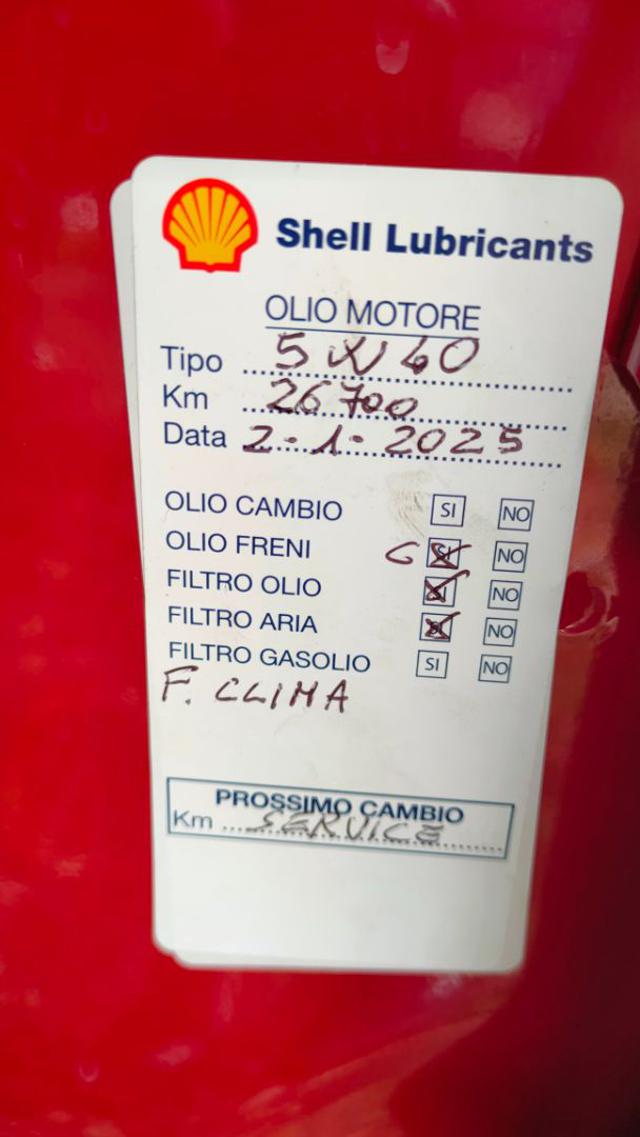 Shell Lubricants
OLIO MOTORE
Tipo 5W40
Km 26700
Data 2-1-2025
OLIO CAMBIO SI NO
OLIO FRENI C SI NO
FILTRO OLIO SI NO
FILTRO ARIA SI NO
FILTRO GASOLIO SI NO
F. CLIMA
PROSSIMO CAMBIO
Km SERVICE